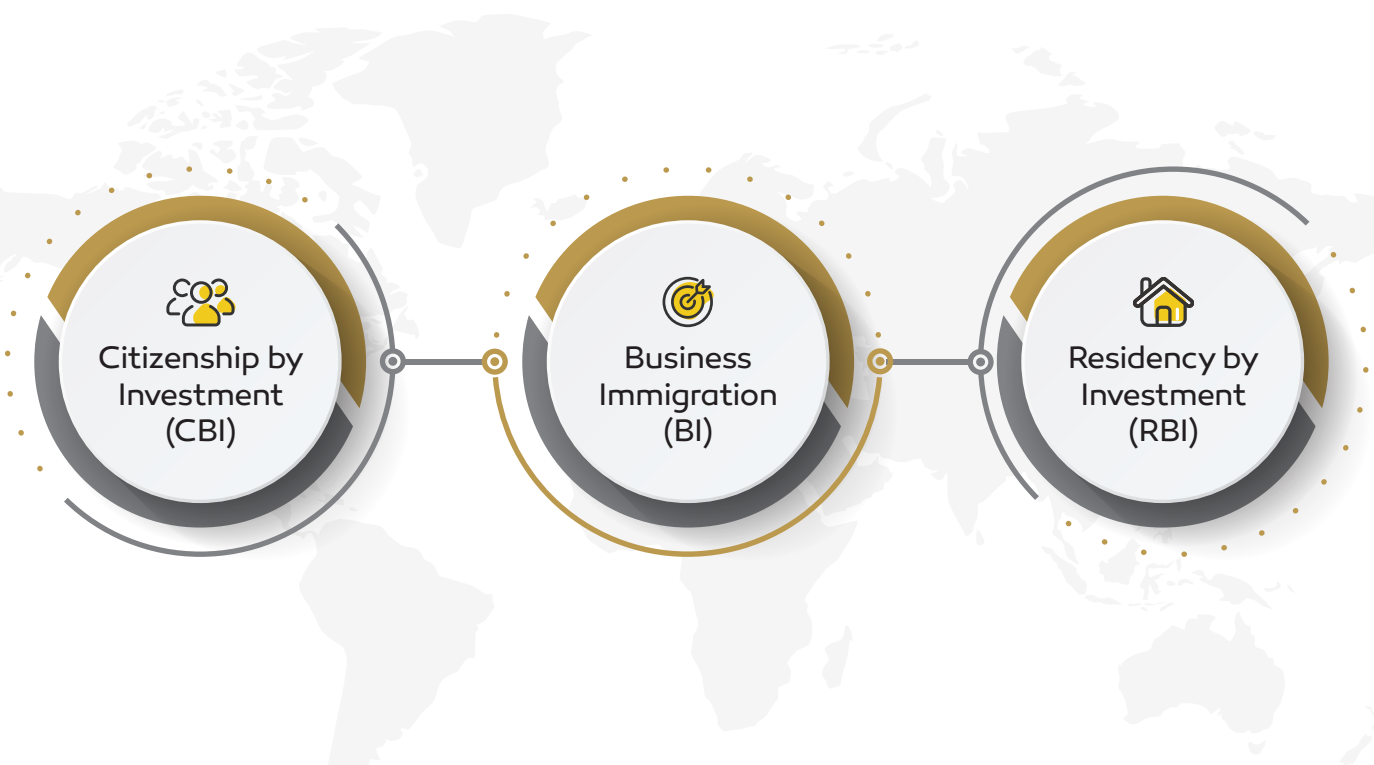 Citizenship by
Investment
(CBI)
Business
Immigration
(BI)
Residency by
Investment
(RBI)